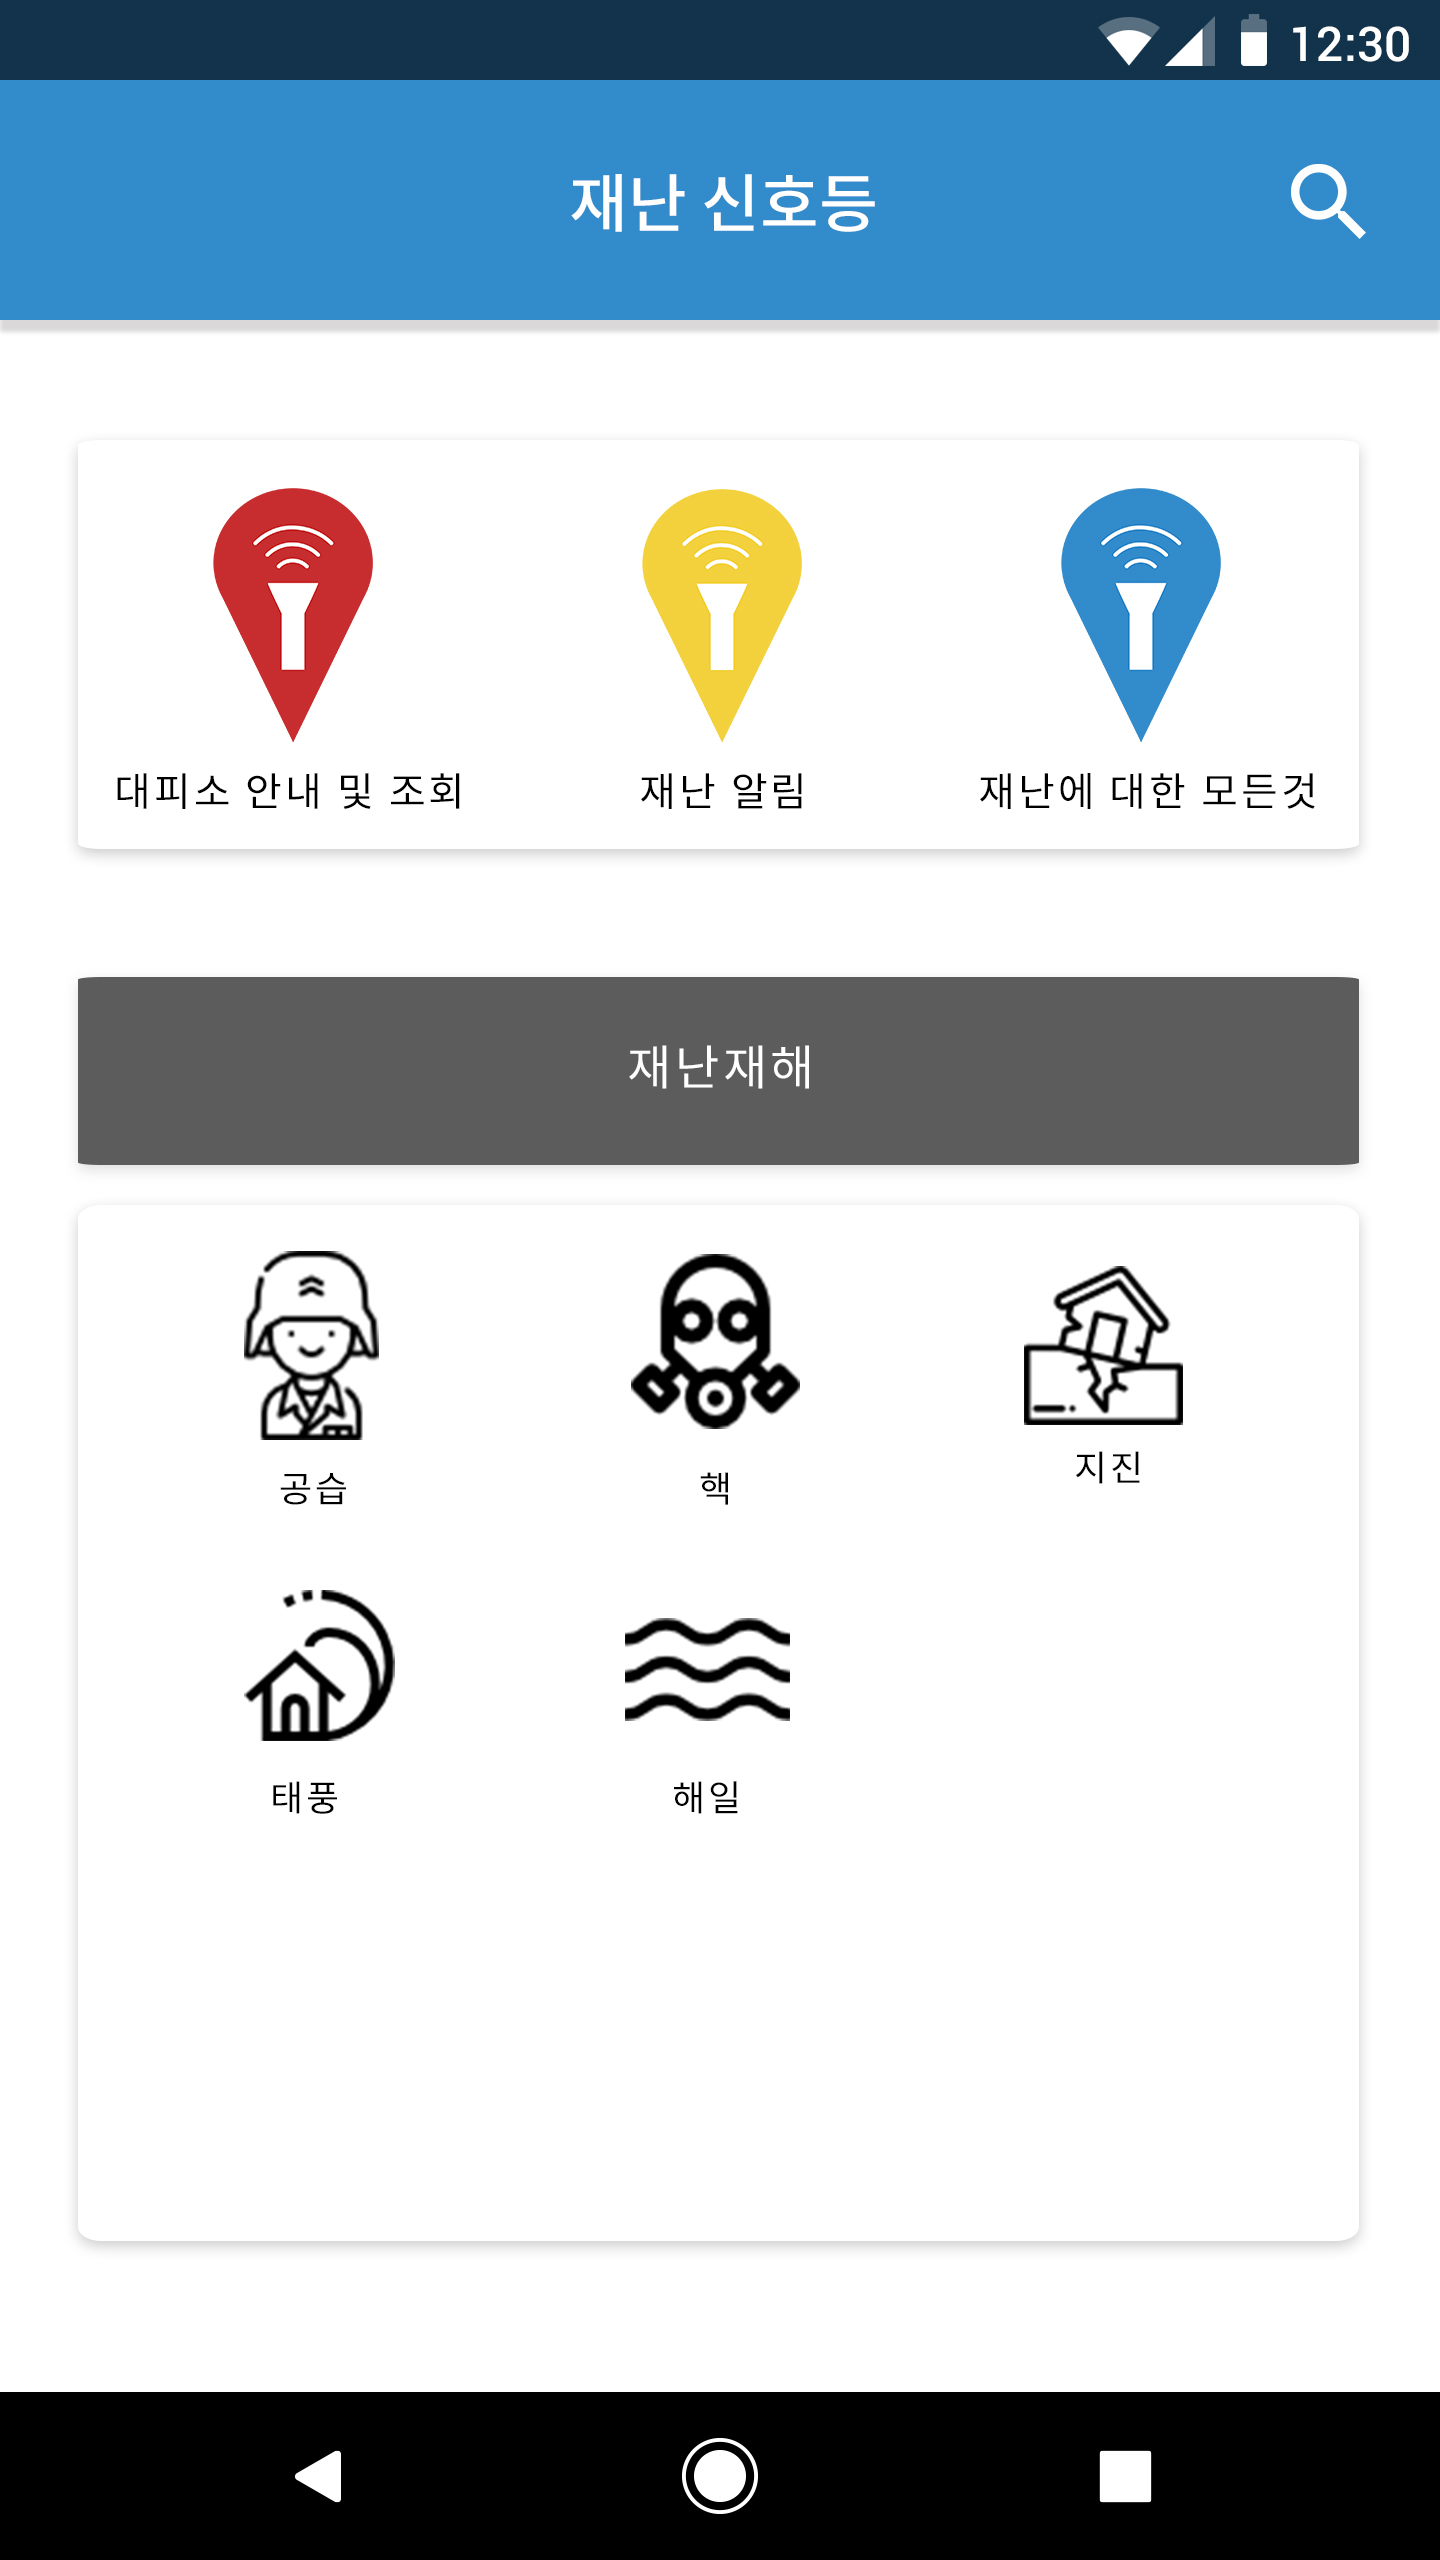 12:30
재난 신호등
대피소 안내 및 조회
재난 알림
재난에 대한 모든것
재난재해
공습
핵
지진
태풍
해일